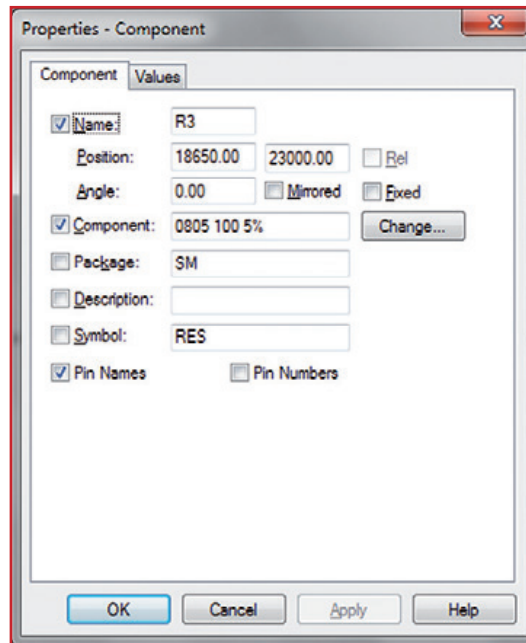 Properties - Component
Component Values
Name: R3
Position: 18650.00 23000.00 Rel
Angle: 0.00 Mirrored Fixed
Component: 0805 100 5% Change...
Package: SM
Description:
Symbol: RES
Pin Names Pin Numbers
OK Cancel Apply Help